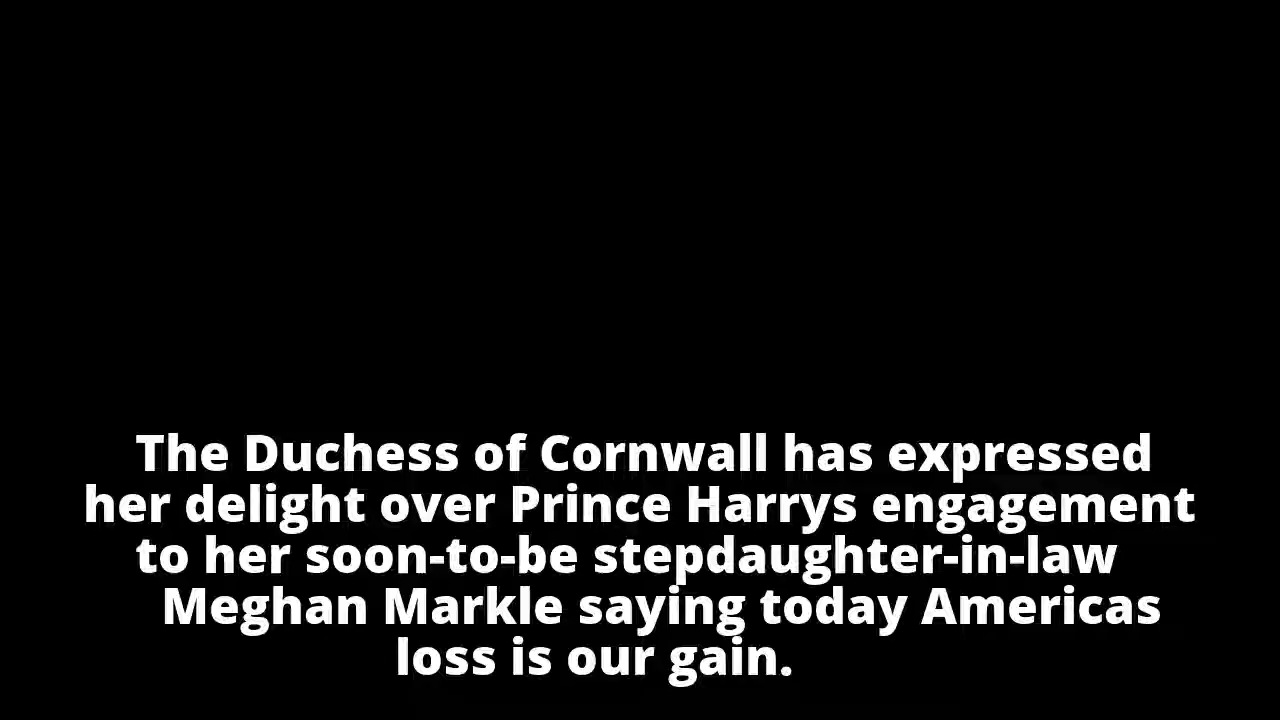 The Duchess of Cornwall has expressed
her delight over Prince Harrys engagement
to her soon-to-be stepdaughter-in-law
Meghan Markle saying today Americas
loss is our gain.